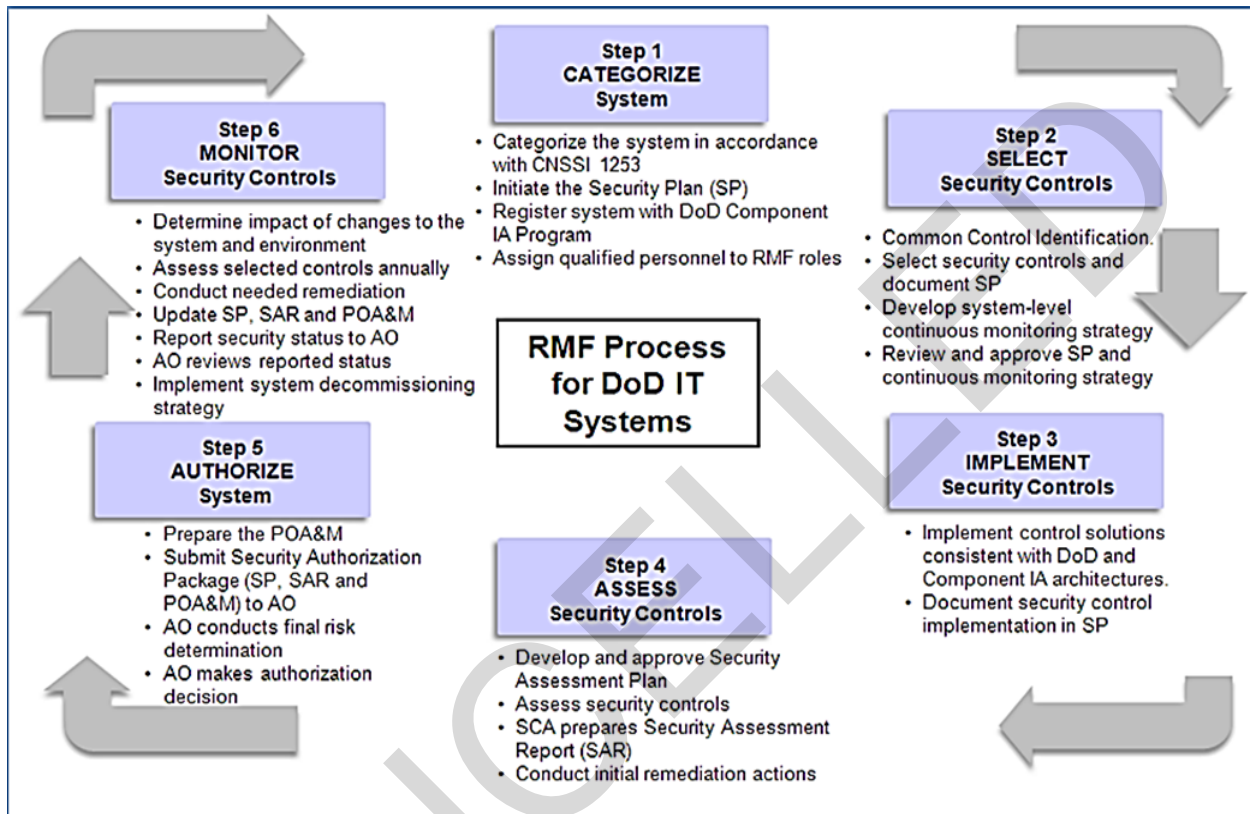 Step 1
CATEGORIZE
System
• Categorize the system in accordance
with CNSSI 1253
• Initiate the Security Plan (SP)
• Register system with DoD Component
IA Program
• Assign qualified personnel to RMF roles
Step 2
SELECT
Security Controls
• Common Control Identification.
• Select security controls and
document SP
• Develop system-level
continuous monitoring strategy
• Review and approve SP and
continuous monitoring strategy
Step 3
IMPLEMENT
Security Controls
• Implement control solutions
consistent with DoD and
Component IA architectures.
• Document security control
implementation in SP
Step 4
ASSESS
Security Controls
• Develop and approve Security
Assessment Plan
• Assess security controls
• SCA prepares Security Assessment
Report (SAR)
• Conduct initial remediation actions
Step 5
AUTHORIZE
System
• Prepare the POA&M
• Submit Security Authorization
Package (SP, SAR and
POA&M) to AO
• AO conducts final risk
determination
• AO makes authorization
decision
Step 6
MONITOR
Security Controls
• Determine impact of changes to the
system and environment
• Assess selected controls annually
• Conduct needed remediation
• Update SP, SAR and POA&M
• Report security status to AO
• AO reviews reported status
• Implement system decommissioning
strategy
RMF Process
for DoD IT
Systems
NCELLED